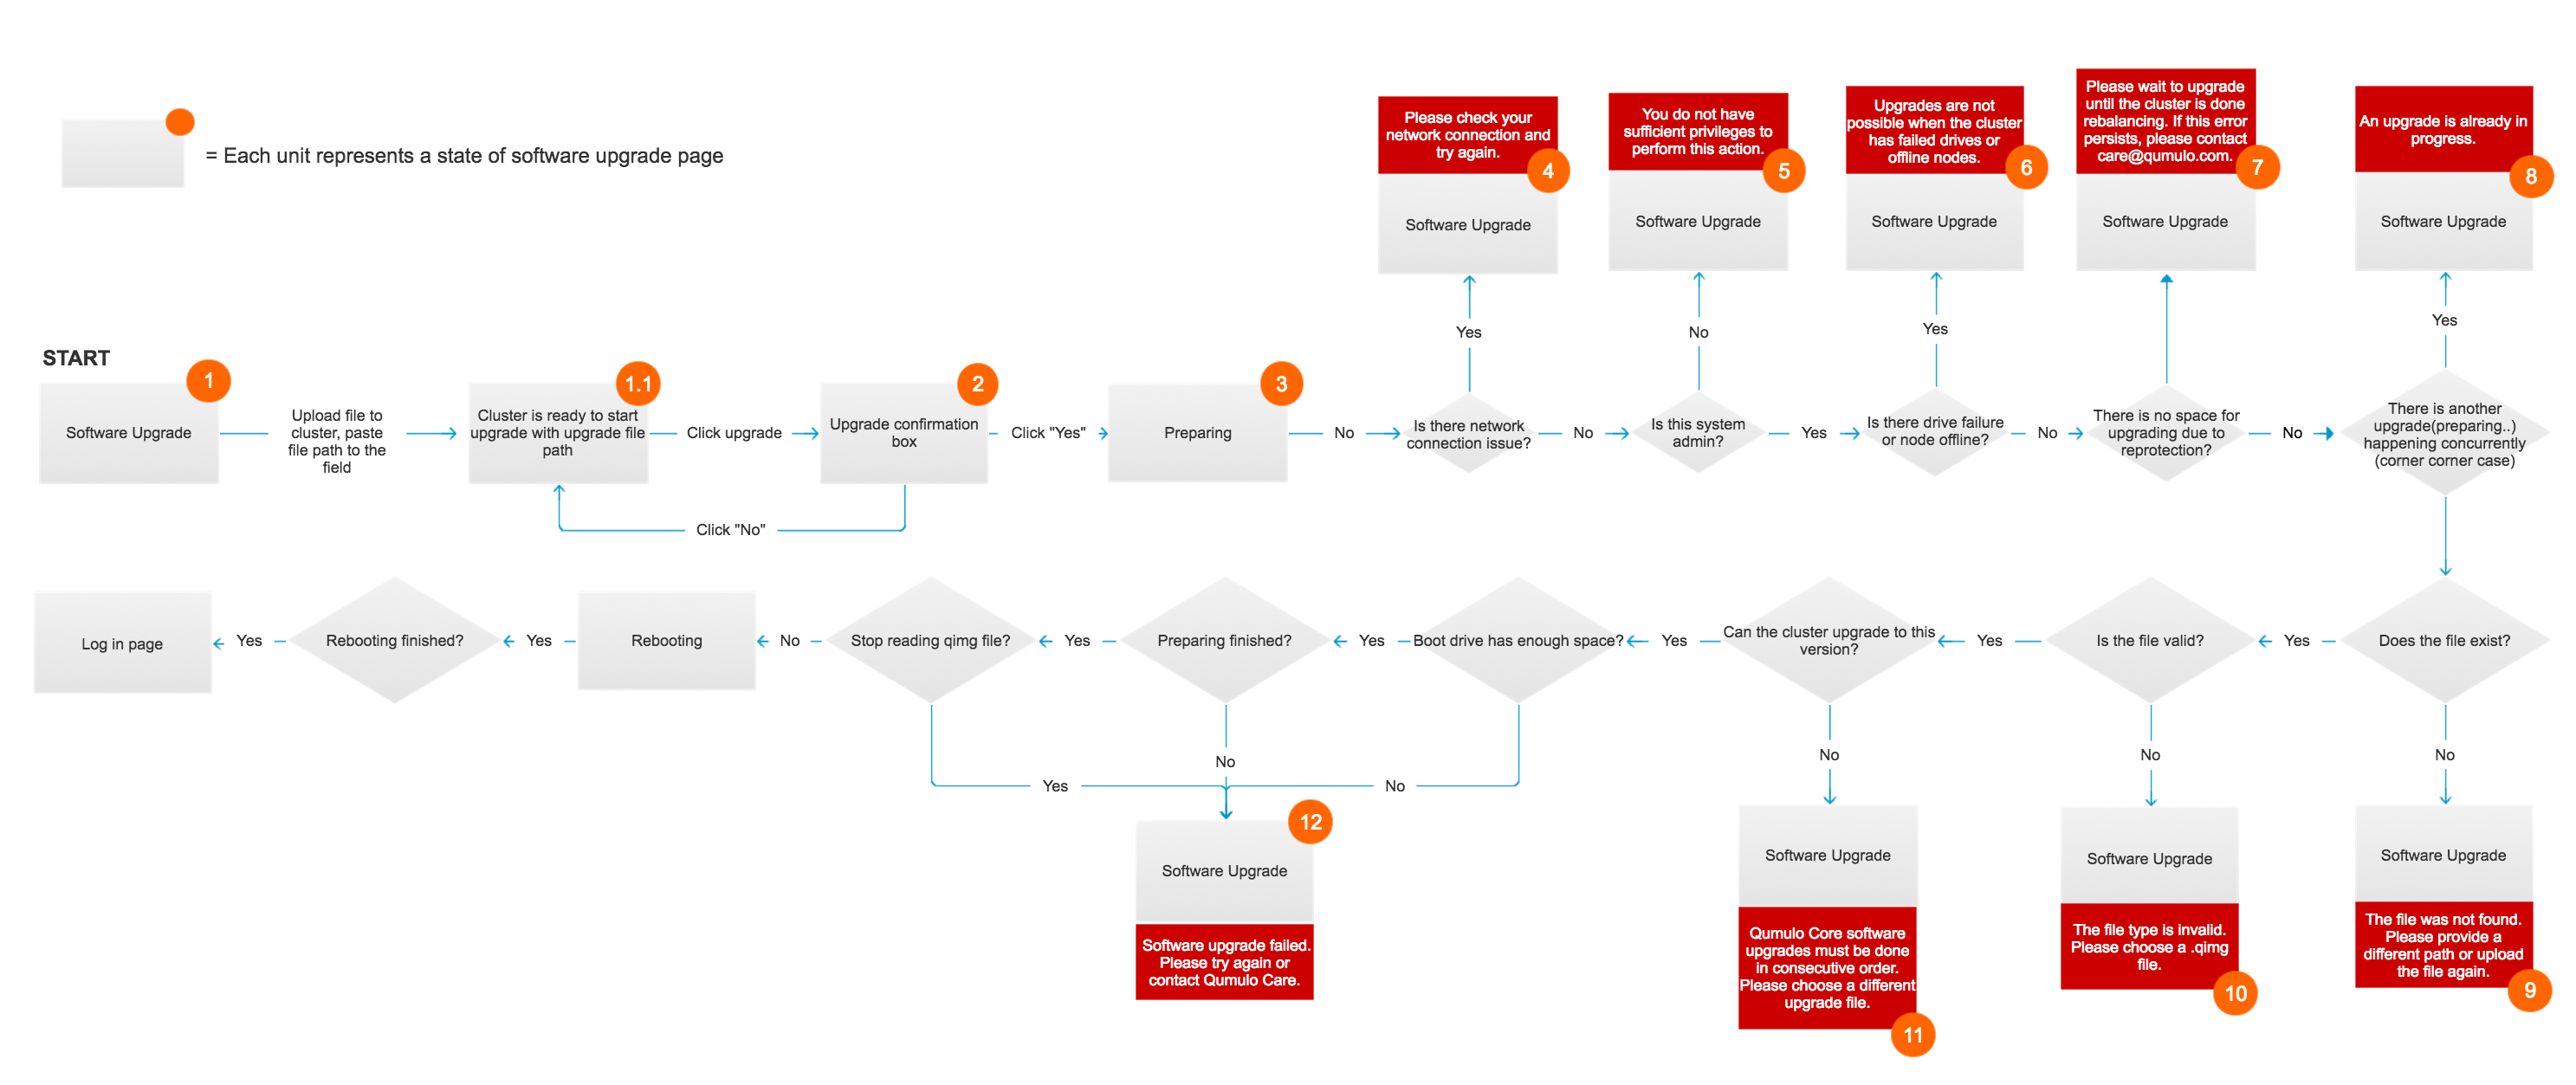 = Each unit represents a state of software upgrade page
Please check your
network connection and
try again.
4
Software Upgrade
You do not have
sufficient privileges to
perform this action.
5
Software Upgrade
Upgrades are not
possible when the cluster
has failed drives or
offline nodes.
6
Software Upgrade
Please wait to upgrade
until the cluster is done
rebalancing. If this error
persists, please contact
care@qumulo.com.
7
Software Upgrade
An upgrade is already in
progress.
8
Software Upgrade
Yes
No
Yes
Yes
START
1
Software Upgrade
Upload file to
cluster, paste
file path to the
field
1.1
Cluster is ready to start
upgrade with upgrade file
path
Click upgrade
2
Upgrade confirmation
box
Click "Yes"
3
Preparing
No
Is there network
connection issue?
No
Is this system
admin?
Yes
Is there drive failure
or node offline?
No
There is no space for
upgrading due to
reprotection?
No
There is another
upgrade(preparing..)
happening concurrently
(corner corner case)
Click "No"
Log in page
Yes
Rebooting finished?
Yes
Rebooting
No
Stop reading qimg file?
Yes
Preparing finished?
Yes
Boot drive has enough space?
Yes
Can the cluster upgrade to this
version?
Yes
Is the file valid?
Yes
Does the file exist?
Yes
No
No
No
No
No
12
Software Upgrade
Software upgrade failed.
Please try again or
contact Qumulo Care.
Software Upgrade
Qumulo Core software
upgrades must be done
in consecutive order.
Please choose a different
upgrade file.
11
Software Upgrade
The file type is invalid.
Please choose a .qimg
file.
10
Software Upgrade
The file was not found.
Please provide a
different path or upload
the file again.
9